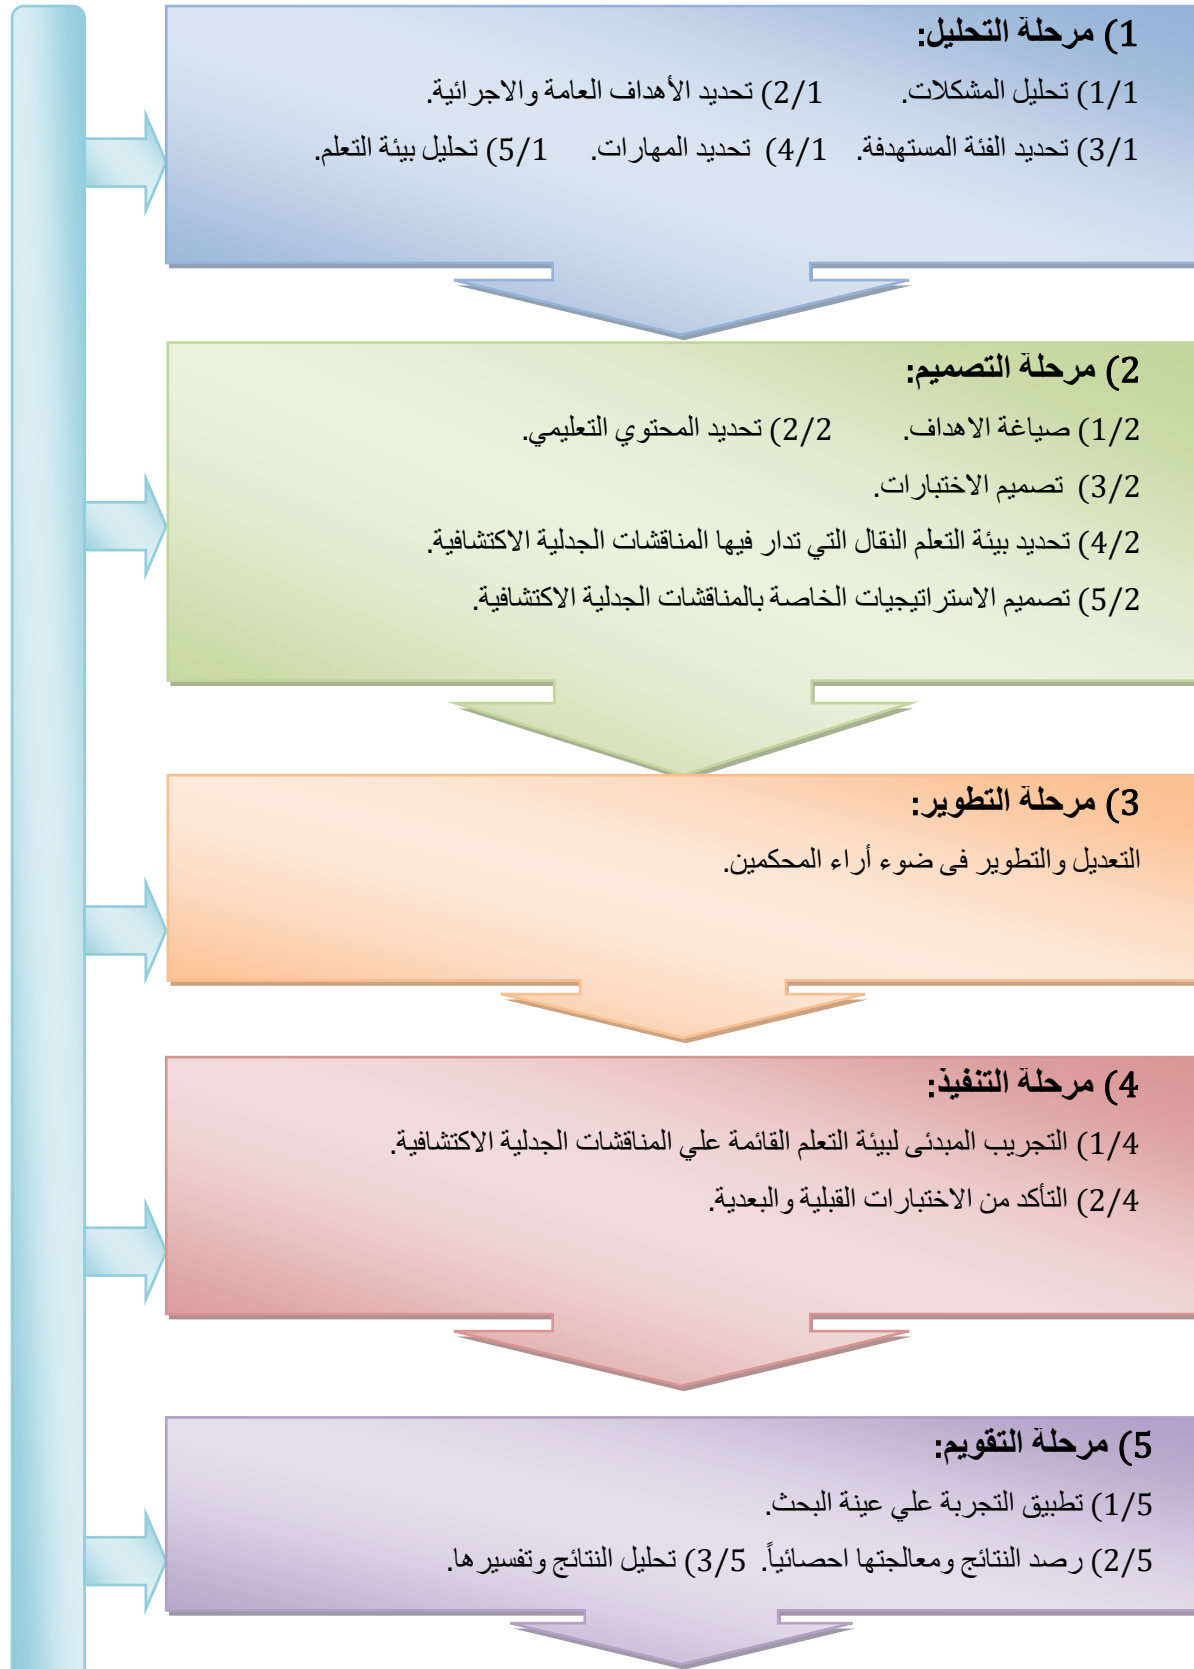 1) مرحلة التحليل:
1/1) تحليل المشكلات. 2/1) تحديد الأهداف العامة والاجرائية.
3/1) تحديد الفئة المستهدفة. 4/1) تحديد المهارات. 5/1) تحليل بيئة التعلم.
2) مرحلة التصميم:
1/2) صياغة الاهداف. 2/2) تحديد المحتوي التعليمي.
3/2) تصميم الاختبارات.
4/2) تحديد بيئة التعلم النقال التي تدار فيها المناقشات الجدلية الاكتشافية.
5/2) تصميم الاستراتيجيات الخاصة بالمناقشات الجدلية الاكتشافية.
3) مرحلة التطوير:
التعديل والتطوير فى ضوء أراء المحكمين.
4) مرحلة التنفيذ:
1/4) التجريب المبدئى لبيئة التعلم القائمة علي المناقشات الجدلية الاكتشافية.
2/4) التأكد من الاختبارات القبلية والبعدية.
5) مرحلة التقويم:
1/5) تطبيق التجربة علي عينة البحث.
2/5) رصد النتائج ومعالجتها احصائياً. 3/5) تحليل النتائج وتفسيرها.